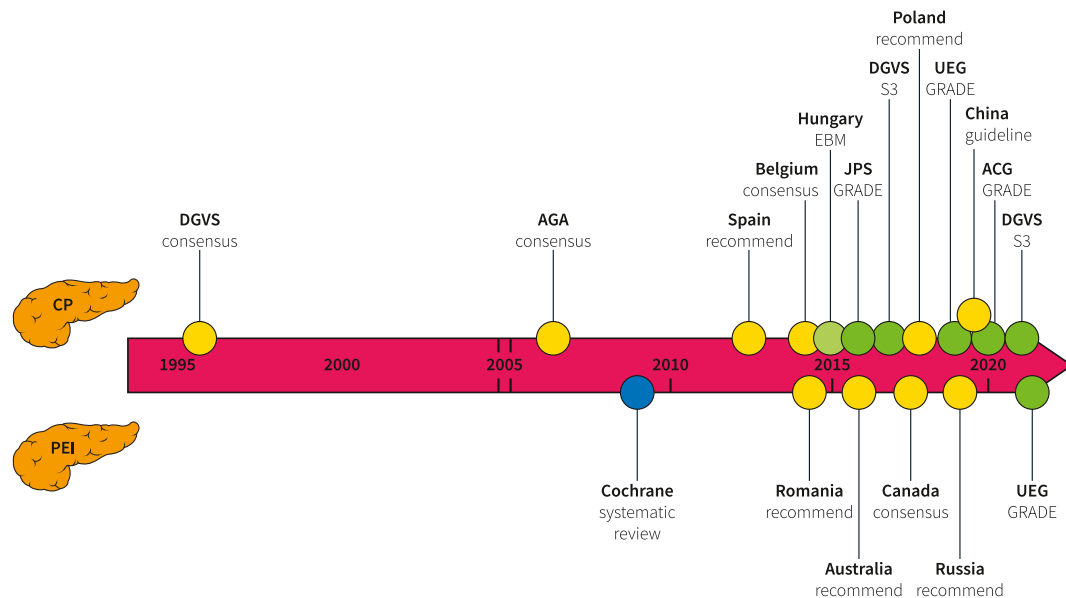 Poland
recommend
DGVS
S3
UEG
GRADE
Hungary
EBM
China
guideline
Belgium
consensus
JPS
GRADE
ACG
GRADE
DGVS
consensus
AGA
consensus
Spain
recommend
DGVS
S3
CP
1995
2000
2005
2010
2015
2020
PEI
Cochrane
systematic
review
Romania
recommend
Canada
consensus
UEG
GRADE
Australia
recommend
Russia
recommend